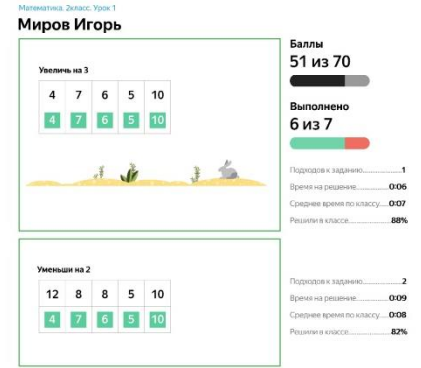 Математика. 2класс. Урок 1
Миров Игорь
Увеличь на 3
4 7 6 5 10
4 7 6 5 10
Баллы
51 из 70
Выполнено
6 из 7
Подходов к заданию 1
Время на решение 0:06
Среднее время по классу 0:07
Решили в классе 88%
Уменьши на 2
12 8 8 5 10
4 7 6 5 10
Подходов к заданию 2
Время на решение 0:09
Среднее время по классу 0:08
Решили в классе 82%